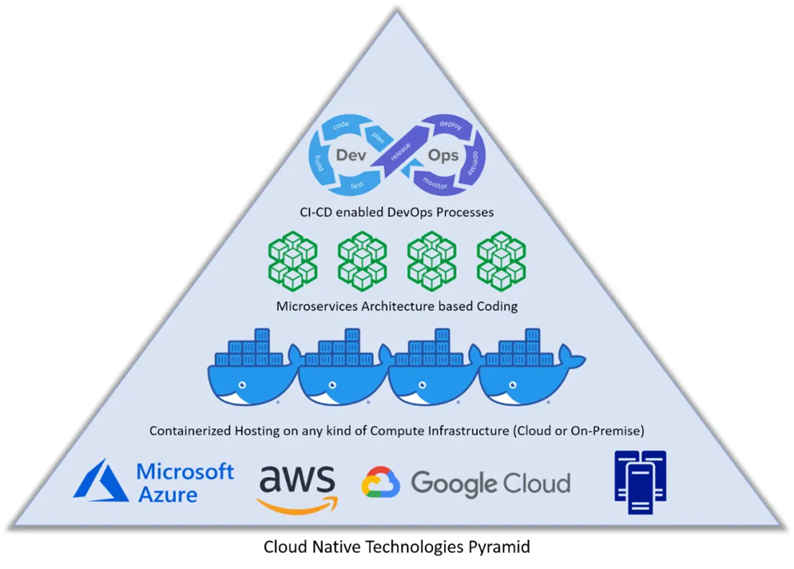 code
plan
build
test
Dev
release
deploy
operate
monitor
Ops
CI-CD enabled DevOps Processes
Microservices Architecture based Coding
Containerized Hosting on any kind of Compute Infrastructure (Cloud or On-Premise)
Microsoft
Azure
aws
Google Cloud
Cloud Native Technologies Pyramid